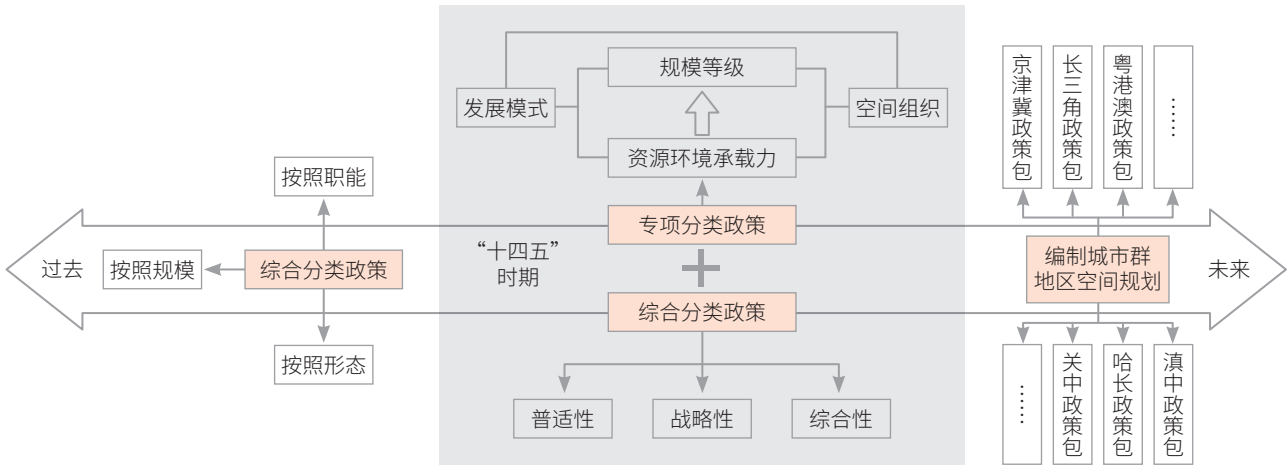 规模等级
发展模式
空间组织
资源环境承载力
京津冀政策包
长三角政策包
粤港澳政策包
……
按照职能
专项分类政策
“十四五”
时期
过去
按照规模
综合分类政策
编制城市群
地区空间规划
未来
综合分类政策
按照形态
普适性
战略性
综合性
……
关中政策包
哈长政策包
滇中政策包